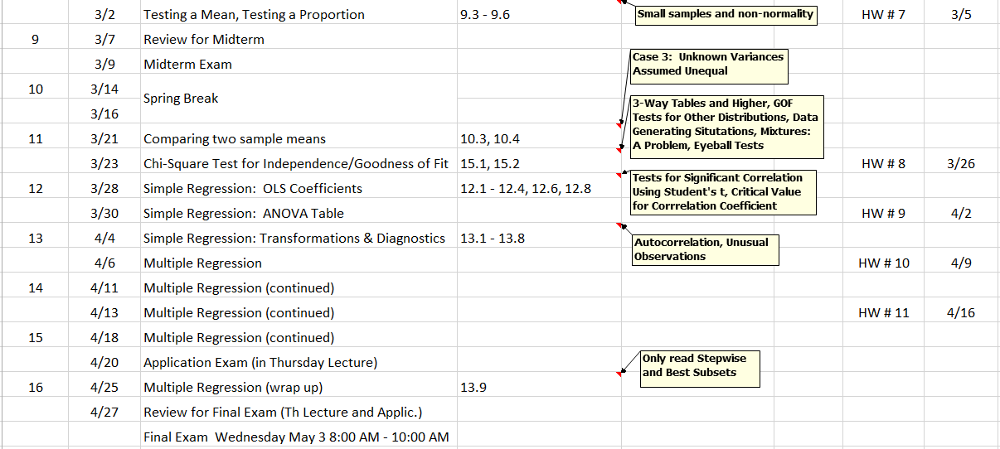 3/2 Testing a Mean, Testing a Proportion 9.3 - 9.6 HW # 7 3/5
Small samples and non-normality
9 3/7 Review for Midterm
3/9 Midterm Exam
Case 3: Unknown Variances
Assumed Unequal
10 3/14
Spring Break
3/16
3-Way Tables and Higher, GOF
Tests for Other Distributions, Data
Generating Situtations, Mixtures:
A Problem, Eyeball Tests
11 3/21 Comparing two sample means 10.3, 10.4
3/23 Chi-Square Test for Independence/Goodness of Fit 15.1, 15.2 HW # 8 3/26
Tests for Significant Correlation
Using Student's t, Critical Value
for Corrrelation Coefficient
12 3/28 Simple Regression: OLS Coefficients 12.1 - 12.4, 12.6, 12.8
3/30 Simple Regression: ANOVA Table HW # 9 4/2
13 4/4 Simple Regression: Transformations & Diagnostics 13.1 - 13.8
Autocorrelation, Unusual
Observations
4/6 Multiple Regression HW # 10 4/9
14 4/11 Multiple Regression (continued)
4/13 Multiple Regression (continued) HW # 11 4/16
15 4/18 Multiple Regression (continued)
4/20 Application Exam (in Thursday Lecture)
Only read Stepwise
and Best Subsets
16 4/25 Multiple Regression (wrap up) 13.9
4/27 Review for Final Exam (Th Lecture and Applic.)
Final Exam Wednesday May 3 8:00 AM - 10:00 AM